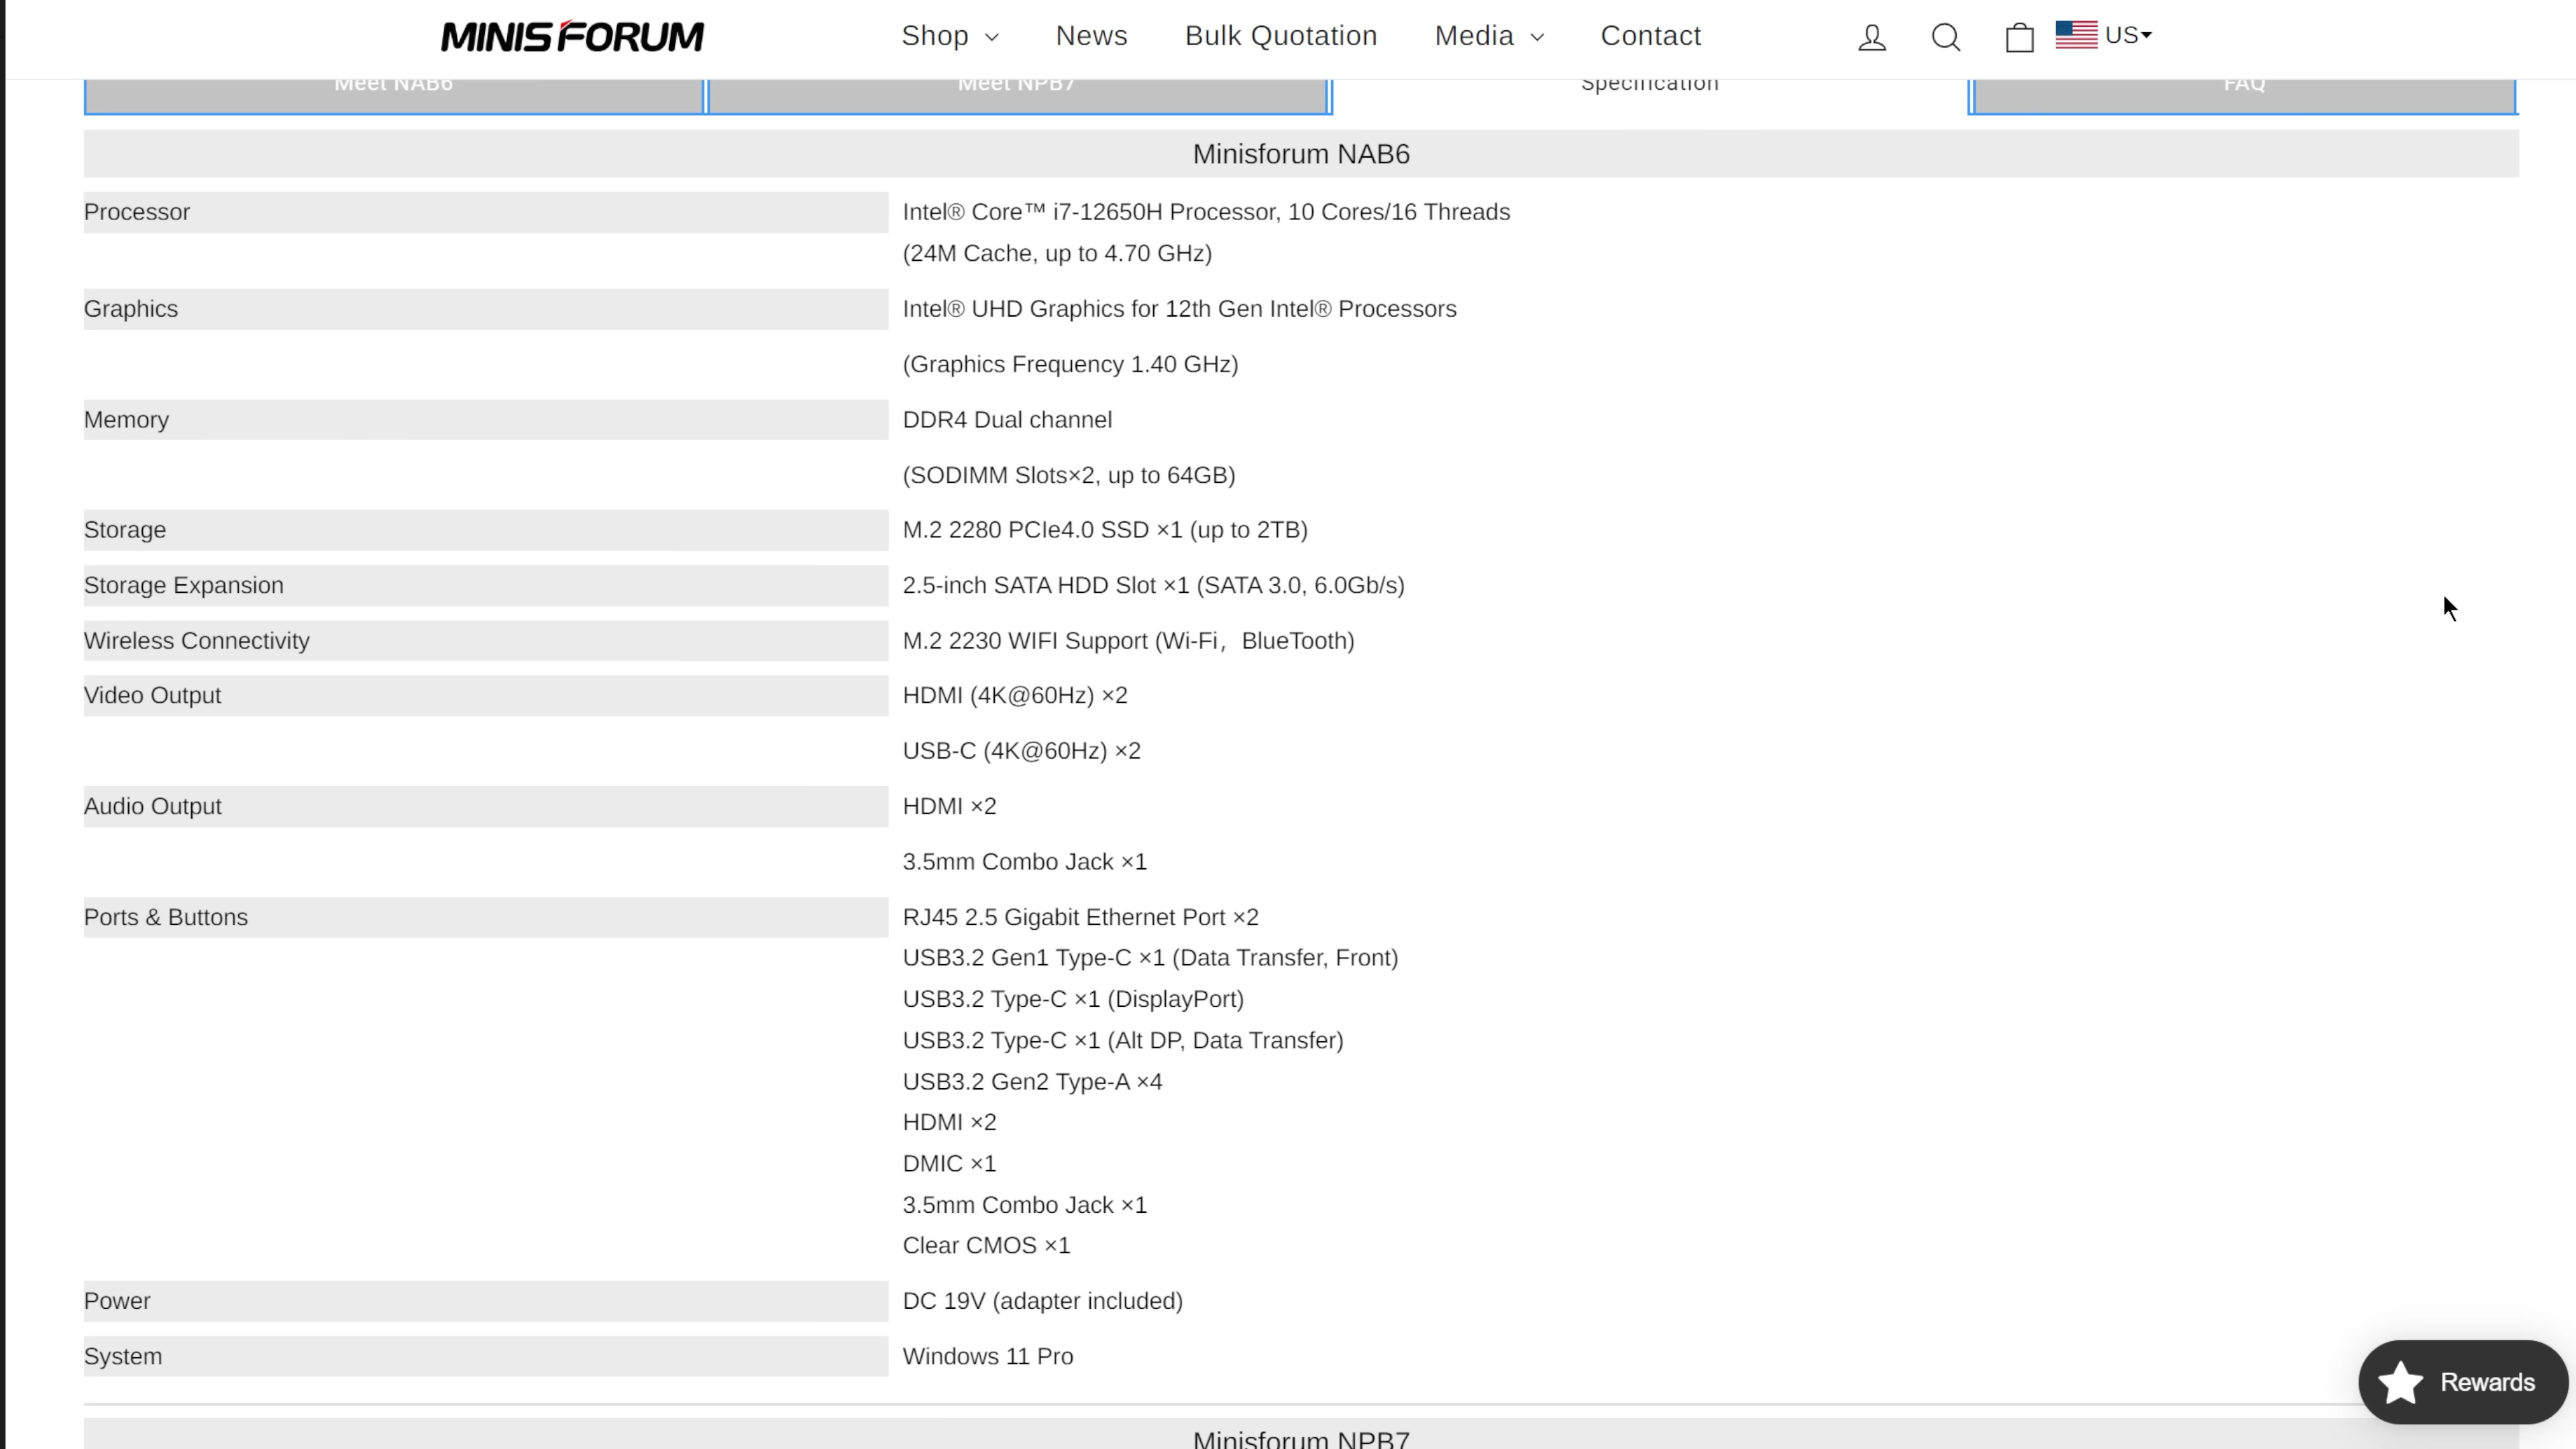 MINISFORUM
Shop
News
Bulk Quotation
Media
Contact
US
Meet NAB6
Meet NPB7
Specification
FAQ
Minisforum NAB6
Processor
Intel® Core™ i7-12650H Processor, 10 Cores/16 Threads
(24M Cache, up to 4.70 GHz)
Graphics
Intel® UHD Graphics for 12th Gen Intel® Processors
(Graphics Frequency 1.40 GHz)
Memory
DDR4 Dual channel
(SODIMM Slots×2, up to 64GB)
Storage
M.2 2280 PCIe4.0 SSD ×1 (up to 2TB)
Storage Expansion
2.5-inch SATA HDD Slot ×1 (SATA 3.0, 6.0Gb/s)
Wireless Connectivity
M.2 2230 WIFI Support (Wi-Fi，BlueTooth)
Video Output
HDMI (4K@60Hz) ×2
USB-C (4K@60Hz) ×2
Audio Output
HDMI ×2
3.5mm Combo Jack ×1
Ports & Buttons
RJ45 2.5 Gigabit Ethernet Port ×2
USB3.2 Gen1 Type-C ×1 (Data Transfer, Front)
USB3.2 Type-C ×1 (DisplayPort)
USB3.2 Type-C ×1 (Alt DP, Data Transfer)
USB3.2 Gen2 Type-A ×4
HDMI ×2
DMIC ×1
3.5mm Combo Jack ×1
Clear CMOS ×1
Power
DC 19V (adapter included)
System
Windows 11 Pro
Rewards
Minisforum NPB7